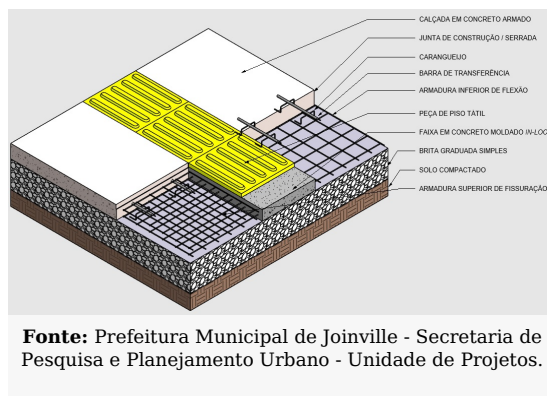 CALÇADA EM CONCRETO ARMADO
JUNTA DE CONSTRUÇÃO / SERRADA
CARANGUEIJO
BARRA DE TRANSFERÊNCIA
ARMADURA INFERIOR DE FLEXÃO
PEÇA DE PISO TÁTIL
FAIXA EM CONCRETO MOLDADO IN-LOC
BRITA GRADUADA SIMPLES
SOLO COMPACTADO
ARMADURA SUPERIOR DE FISSURAÇÃO
Fonte: Prefeitura Municipal de Joinville - Secretaria de
Pesquisa e Planejamento Urbano - Unidade de Projetos.